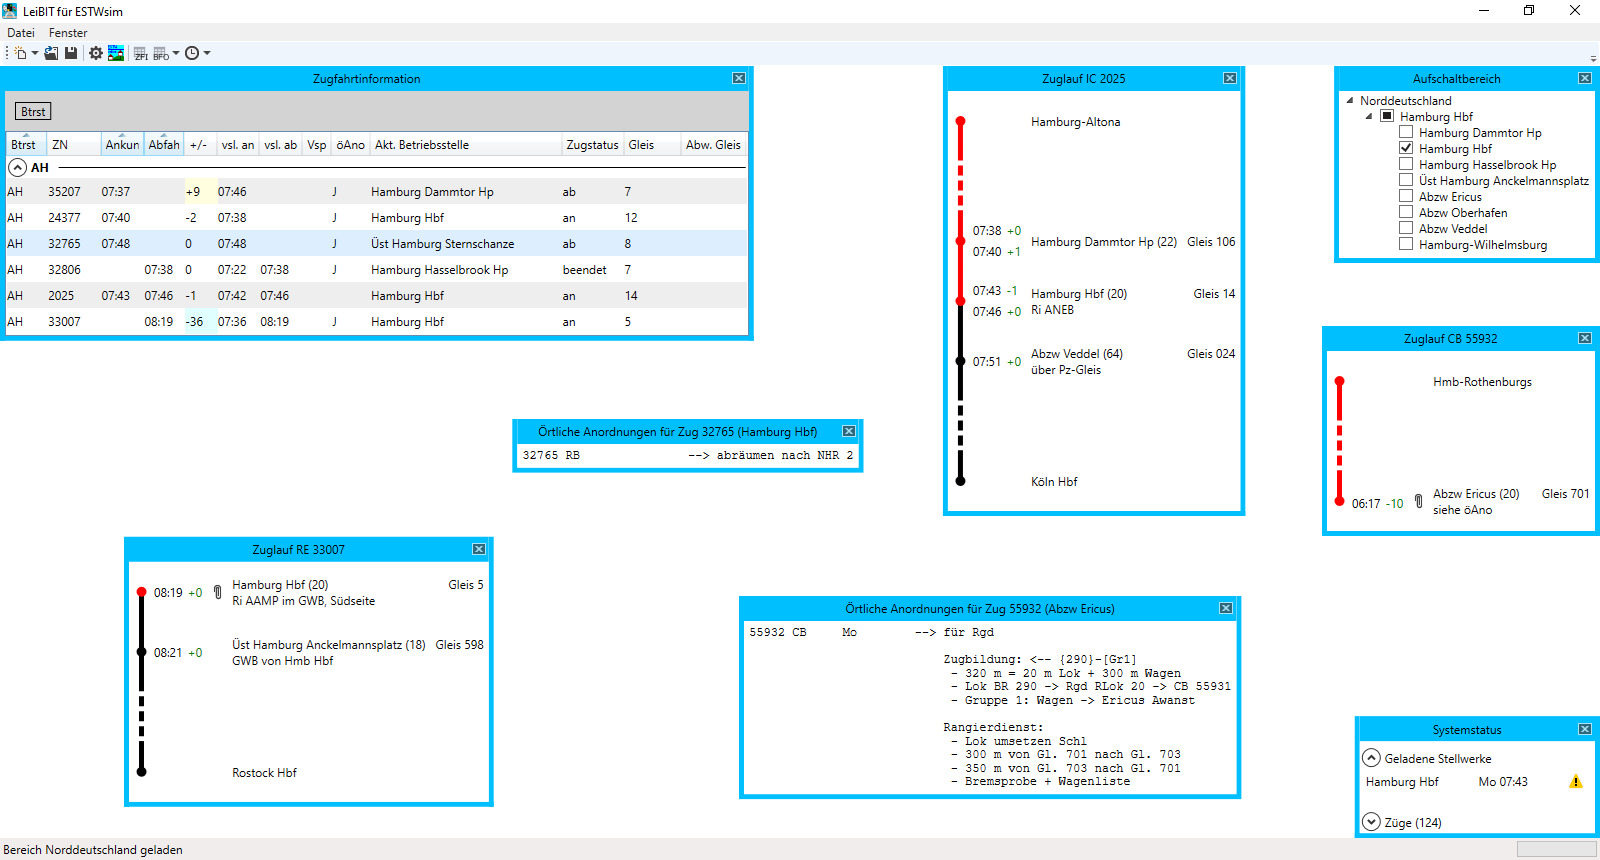 LeiBIT für ESTWsim
Datei Fenster
ZFI BFO
Zugfahrtinformation
Btrst
Btrst ZN Ankun Abfah +/- vsl. an vsl. ab Vsp öAno Akt. Betriebsstelle Zugstatus Gleis Abw. Gleis
AH
AH 35207 07:37 +9 07:46 J Hamburg Dammtor Hp ab 7
AH 24377 07:40 -2 07:38 J Hamburg Hbf an 12
AH 32765 07:48 0 07:48 J Üst Hamburg Sternschanze ab 8
AH 32806 07:38 0 07:22 07:38 J Hamburg Hasselbrook Hp beendet 7
AH 2025 07:43 07:46 -1 07:42 07:46 Hamburg Hbf an 14
AH 33007 08:19 -36 07:36 08:19 J Hamburg Hbf an 5
Zuglauf IC 2025
Hamburg-Altona
07:38 +0
Hamburg Dammtor Hp (22) Gleis 106
07:40 +1
07:43 -1 Hamburg Hbf (20) Gleis 14
07:46 +0 Ri ANEB
07:51 +0 Abzw Veddel (64) Gleis 024
über Pz-Gleis
Köln Hbf
Aufschaltbereich
Norddeutschland
Hamburg Hbf
Hamburg Dammtor Hp
Hamburg Hbf
Hamburg Hasselbrook Hp
Üst Hamburg Anckelmannsplatz
Abzw Ericus
Abzw Oberhafen
Abzw Veddel
Hamburg-Wilhelmsburg
Zuglauf CB 55932
Hmb-Rothenburgs
06:17 -10 Abzw Ericus (20) Gleis 701
siehe öAno
Örtliche Anordnungen für Zug 32765 (Hamburg Hbf)
32765 RB --> abräumen nach NHR 2
Zuglauf RE 33007
08:19 +0 Hamburg Hbf (20) Gleis 5
Ri AAMP im GWB, Südseite
08:21 +0 Üst Hamburg Anckelmannsplatz (18) Gleis 598
GWB von Hmb Hbf
Rostock Hbf
Örtliche Anordnungen für Zug 55932 (Abzw Ericus)
55932 CB Mo --> für Rgd
Zugbildung: <-- {290}-[Gr1]
- 320 m = 20 m Lok + 300 m Wagen
- Lok BR 290 -> Rgd RLok 20 -> CB 55931
- Gruppe 1: Wagen -> Ericus Awanst
Rangierdienst:
- Lok umsetzen Schl
- 300 m von Gl. 701 nach Gl. 703
- 350 m von Gl. 703 nach Gl. 701
- Bremsprobe + Wagenliste
Systemstatus
Geladene Stellwerke
Hamburg Hbf Mo 07:43
Züge (124)
Bereich Norddeutschland geladen